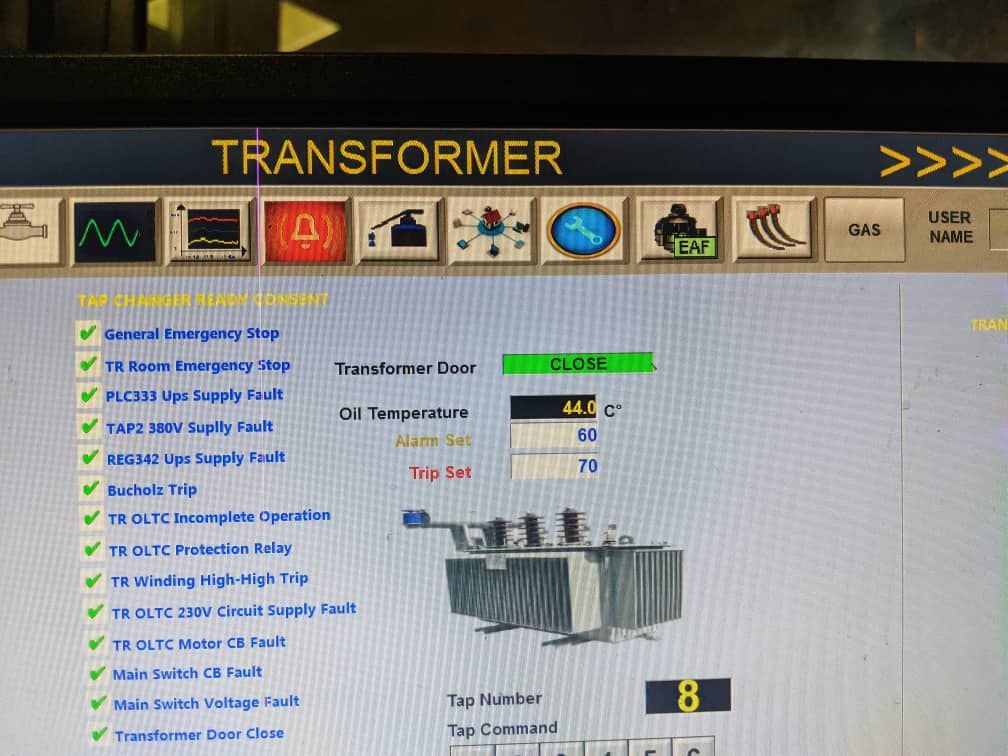 TRANSFORMER >>>>
EAF
GAS
USER
NAME
TAP CHANGER READY CONSENT
General Emergency Stop
TR Room Emergency Stop
PLC333 Ups Supply Fault
TAP2 380V Suplly Fault
REG342 Ups Supply Fault
Bucholz Trip
TR OLTC Incomplete Operation
TR OLTC Protection Relay
TR Winding High-High Trip
TR OLTC 230V Circuit Supply Fault
TR OLTC Motor CB Fault
Main Switch CB Fault
Main Switch Voltage Fault
Transformer Door Close
Transformer Door CLOSE
Oil Temperature 44.0 C°
Alarm Set 60
Trip Set 70
Tap Number 8
Tap Command
TRAN